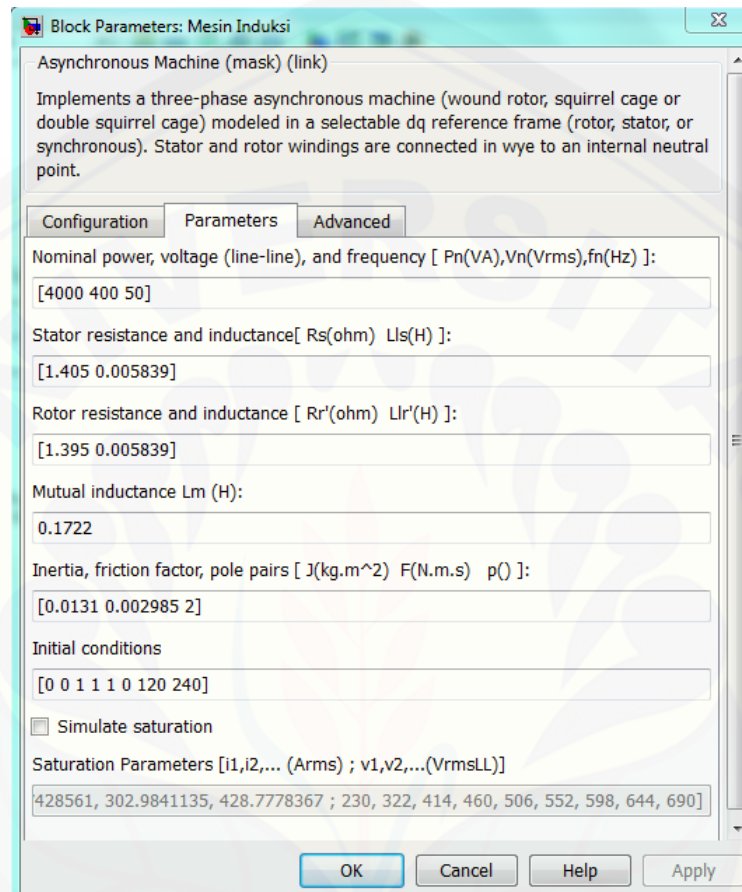 Block Parameters: Mesin Induksi
Asynchronous Machine (mask) (link)
Implements a three-phase asynchronous machine (wound rotor, squirrel cage or
double squirrel cage) modeled in a selectable dq reference frame (rotor, stator, or
synchronous). Stator and rotor windings are connected in wye to an internal neutral
point.
Configuration Parameters Advanced
Nominal power, voltage (line-line), and frequency [ Pn(VA),Vn(Vrms),fn(Hz) ]:
[4000 400 50]
Stator resistance and inductance[ Rs(ohm) Lls(H) ]:
[1.405 0.005839]
Rotor resistance and inductance [ Rr'(ohm) Llr'(H) ]:
[1.395 0.005839]
Mutual inductance Lm (H):
0.1722
Inertia, friction factor, pole pairs [ J(kg.m^2) F(N.m.s) p() ]:
[0.0131 0.002985 2]
Initial conditions
[0 0 1 1 1 0 120 240]
Simulate saturation
Saturation Parameters [i1,i2,... (Arms) ; v1,v2,...(VrmsLL)]
428561, 302.9841135, 428.7778367 ; 230, 322, 414, 460, 506, 552, 598, 644, 690]
OK Cancel Help Apply